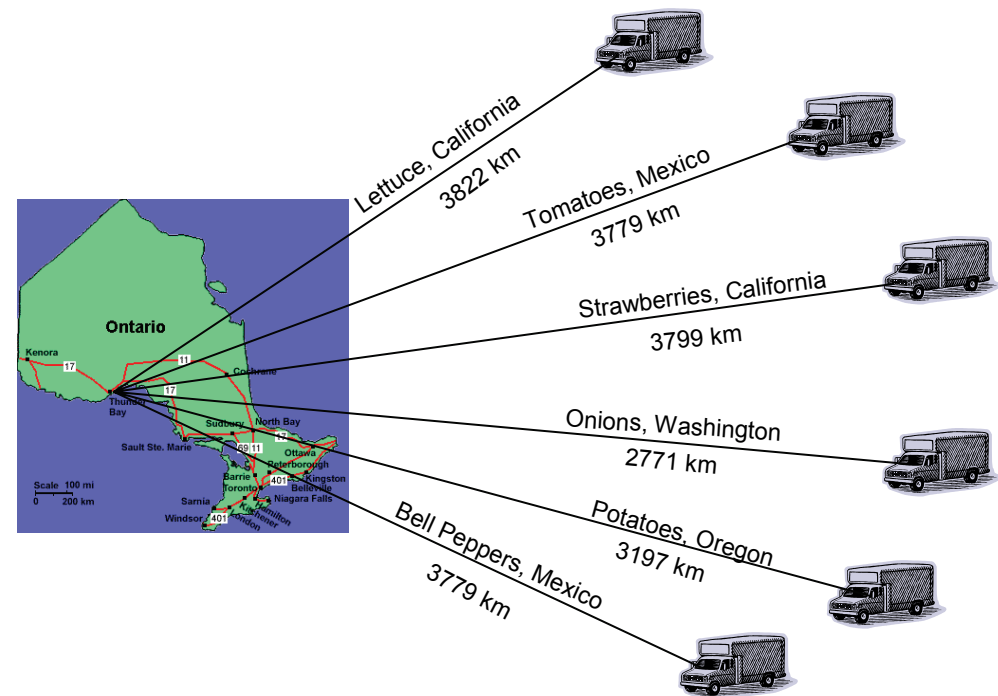 Lettuce, California
3822 km
Tomatoes, Mexico
3779 km
Strawberries, California
3799 km
Onions, Washington
2771 km
Potatoes, Oregon
3197 km
Bell Peppers, Mexico
3779 km
Ontario
Kenora
17
11
Cochrane
17
Thunder
Bay
Sudbury
North Bay
17
Sault Ste. Marie
69
11
Ottawa
Peterborough
Barrie
Kingston
401
Toronto
Belleville
Niagara Falls
Scale 100 mi
0 200 km
Sarnia
Hamilton
Kitchener
London
Windsor
401